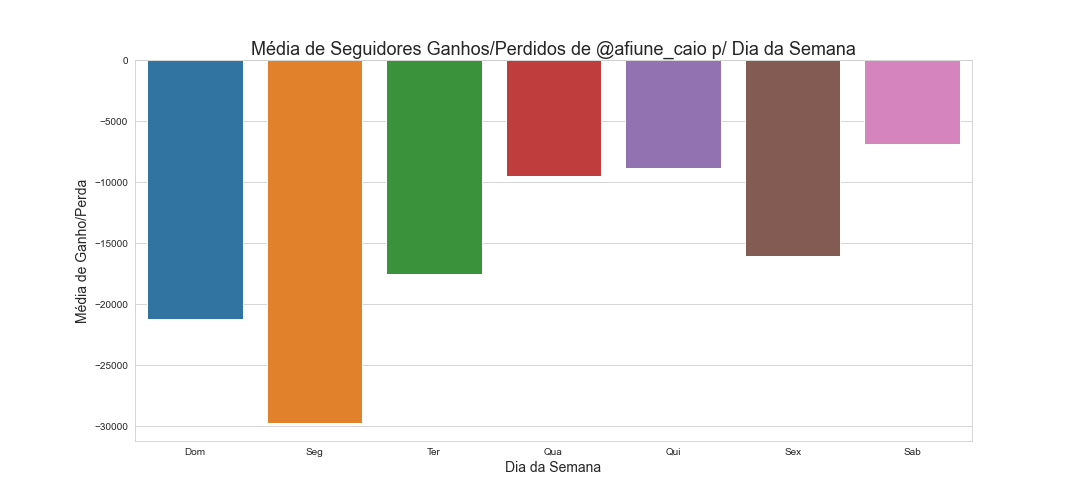 Média de Seguidores Ganhos/Perdidos de @afiune_caio p/ Dia da Semana
Média de Ganho/Perda
0
−5000
−10000
−15000
−20000
−25000
−30000
Dom Seg Ter Qua Qui Sex Sab
Dia da Semana